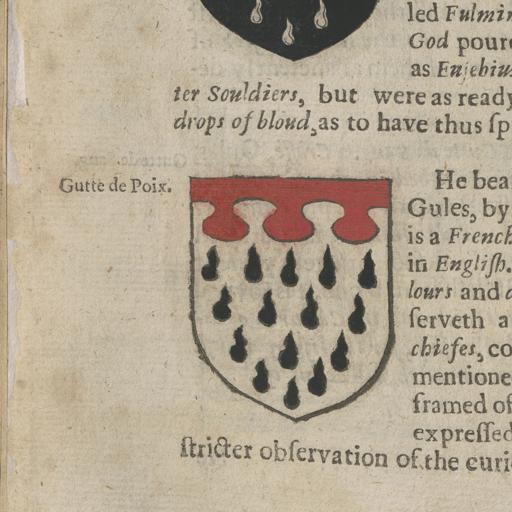 led Fulmin
God pour
as Euſebius
ter Souldiers, but were as ready
drops of bloud, as to have thus ſp
Gutte de Poix.
He bea
Gules, by
is a French
in Engliſh.
lours and
ſerveth a
chiefes, co
mentione
framed of
expreſſed
ſtricter obſervation of the curi